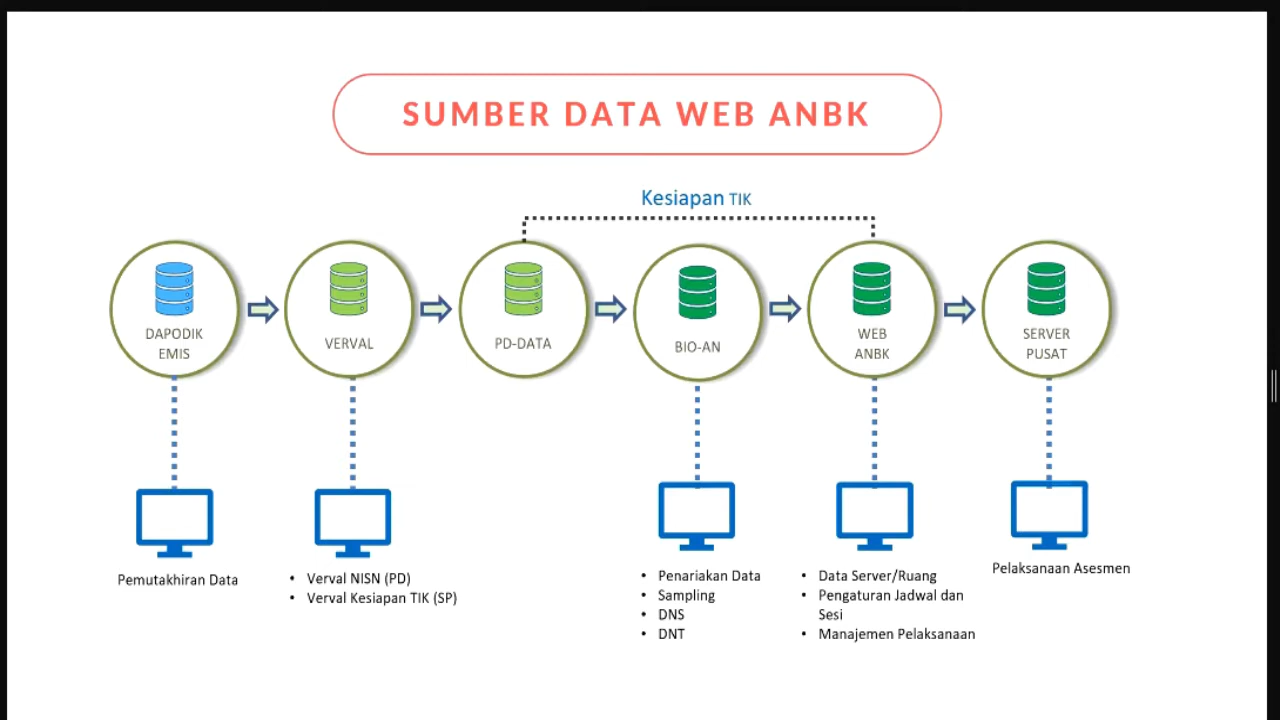 SUMBER DATA WEB ANBK
Kesiapan TIK
DAPODIK
EMIS
VERVAL
PD-DATA
BIO-AN
WEB
ANBK
SERVER
PUSAT
Pemutakhiran Data
• Verval NISN (PD)
• Verval Kesiapan TIK (SP)
• Penariakan Data
• Sampling
• DNS
• DNT
• Data Server/Ruang
• Pengaturan Jadwal dan
Sesi
• Manajemen Pelaksanaan
Pelaksanaan Asesmen